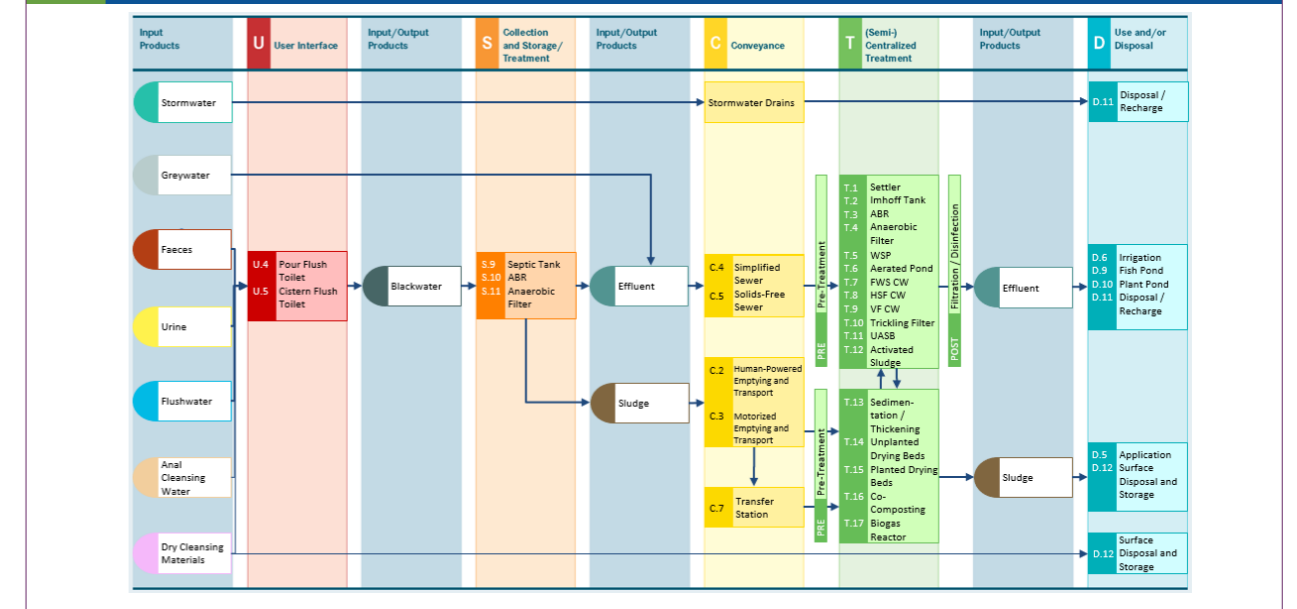 Input
Products
U User Interface
Input/Output
Products
S Collection
and Storage/
Treatment
Input/Output
Products
C Conveyance
T (Semi-)
Centralized
Treatment
Input/Output
Products
D Use and/or
Disposal
Stormwater
Stormwater Drains
D.11 Disposal /
Recharge
Greywater
Faeces
Urine
Flushwater
Anal
Cleansing
Water
Dry Cleansing
Materials
U.4 Pour Flush
Toilet
U.5 Cistern Flush
Toilet
Blackwater
S.9 Septic Tank
S.10 ABR
S.11 Anaerobic
Filter
Effluent
Sludge
C.4 Simplified
Sewer
C.5 Solids-Free
Sewer
C.2 Human-Powered
Emptying and
Transport
C.3 Motorized
Emptying and
Transport
C.7 Transfer
Station
PRE Pre-Treatment
PRE Pre-Treatment
T.1 Settler
T.2 Imhoff Tank
T.3 ABR
T.4 Anaerobic
Filter
T.5 WSP
T.6 Aerated Pond
T.7 FWS CW
T.8 HSF CW
T.9 VF CW
T.10 Trickling Filter
T.11 UASB
T.12 Activated
Sludge
T.13 Sedimen-
tation /
Thickening
T.14 Unplanted
Drying Beds
T.15 Planted Drying
Beds
T.16 Co-
Composting
T.17 Biogas
Reactor
POST Filtration / Disinfection
Effluent
Sludge
D.6 Irrigation
D.9 Fish Pond
D.10 Plant Pond
D.11 Disposal /
Recharge
D.5 Application
D.12 Surface
Disposal and
Storage
Surface
D.12 Disposal and
Storage